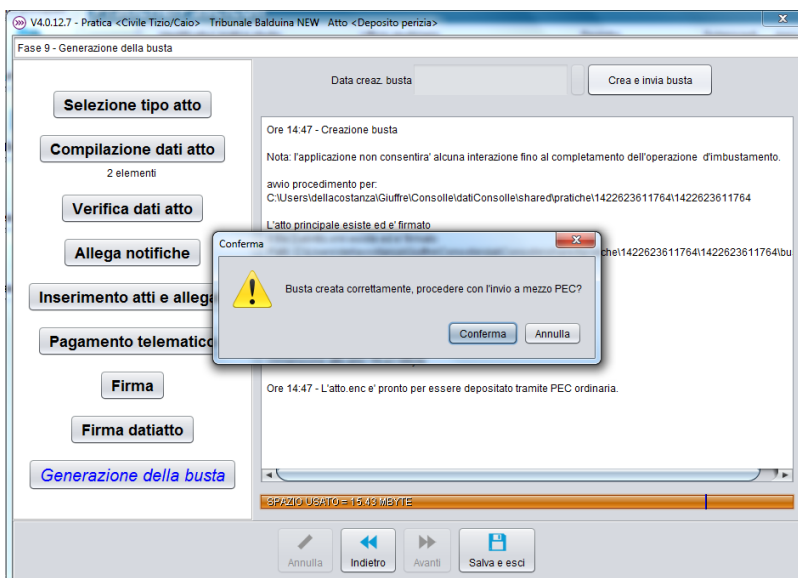 V4.0.12.7 - Pratica <Civile Tizio/Caio> Tribunale Balduina NEW Atto <Deposito perizia>
Fase 9 - Generazione della busta
Data creaz. busta
Crea e invia busta
Selezione tipo atto
Compilazione dati atto
2 elementi
Verifica dati atto
Allega notifiche
Inserimento atti e allega
Pagamento telematico
Firma
Firma datiatto
Generazione della busta
Ore 14:47 - Creazione busta
Nota: l'applicazione non consentira' alcuna interazione fino al completamento dell'operazione d'imbustamento.
avvio procedimento per:
C:\Users\dellacostanza\Giuffre\Consolle\datiConsolle\shared\pratiche\1422623611764\1422623611764
L'atto principale esiste ed e' firmato
che\1422623611764\1422623611764\bu
Conferma
Busta creata correttamente, procedere con l'invio a mezzo PEC?
Conferma
Annulla
Ore 14:47 - L'atto.enc e' pronto per essere depositato tramite PEC ordinaria.
SPAZIO USATO = 15.43 MBYTE
Annulla
Indietro
Avanti
Salva e esci